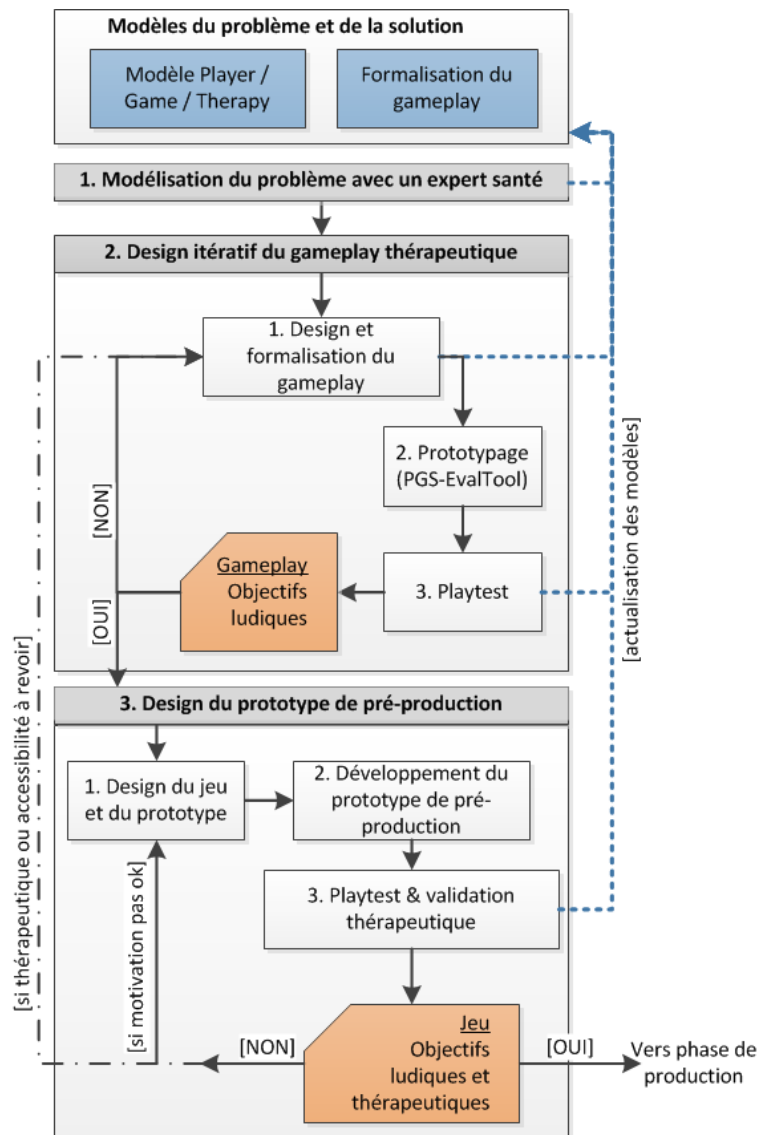 Modèles du problème et de la solution
Modèle Player /
Game / Therapy
Formalisation du
gameplay
1. Modélisation du problème avec un expert santé
2. Design itératif du gameplay thérapeutique
1. Design et
formalisation du
gameplay
2. Prototypage
(PGS-EvalTool)
3. Playtest
Gameplay
Objectifs
ludiques
[NON]
[OUI]
[actualisation des modèles]
[si thérapeutique ou accessibilité à revoir]
3. Design du prototype de pré-production
1. Design du jeu
et du prototype
2. Développement du
prototype de pré-
production
3. Playtest & validation
thérapeutique
[si motivation pas ok]
Jeu
Objectifs
ludiques et
thérapeutiques
[NON]
[OUI]
Vers phase de
production